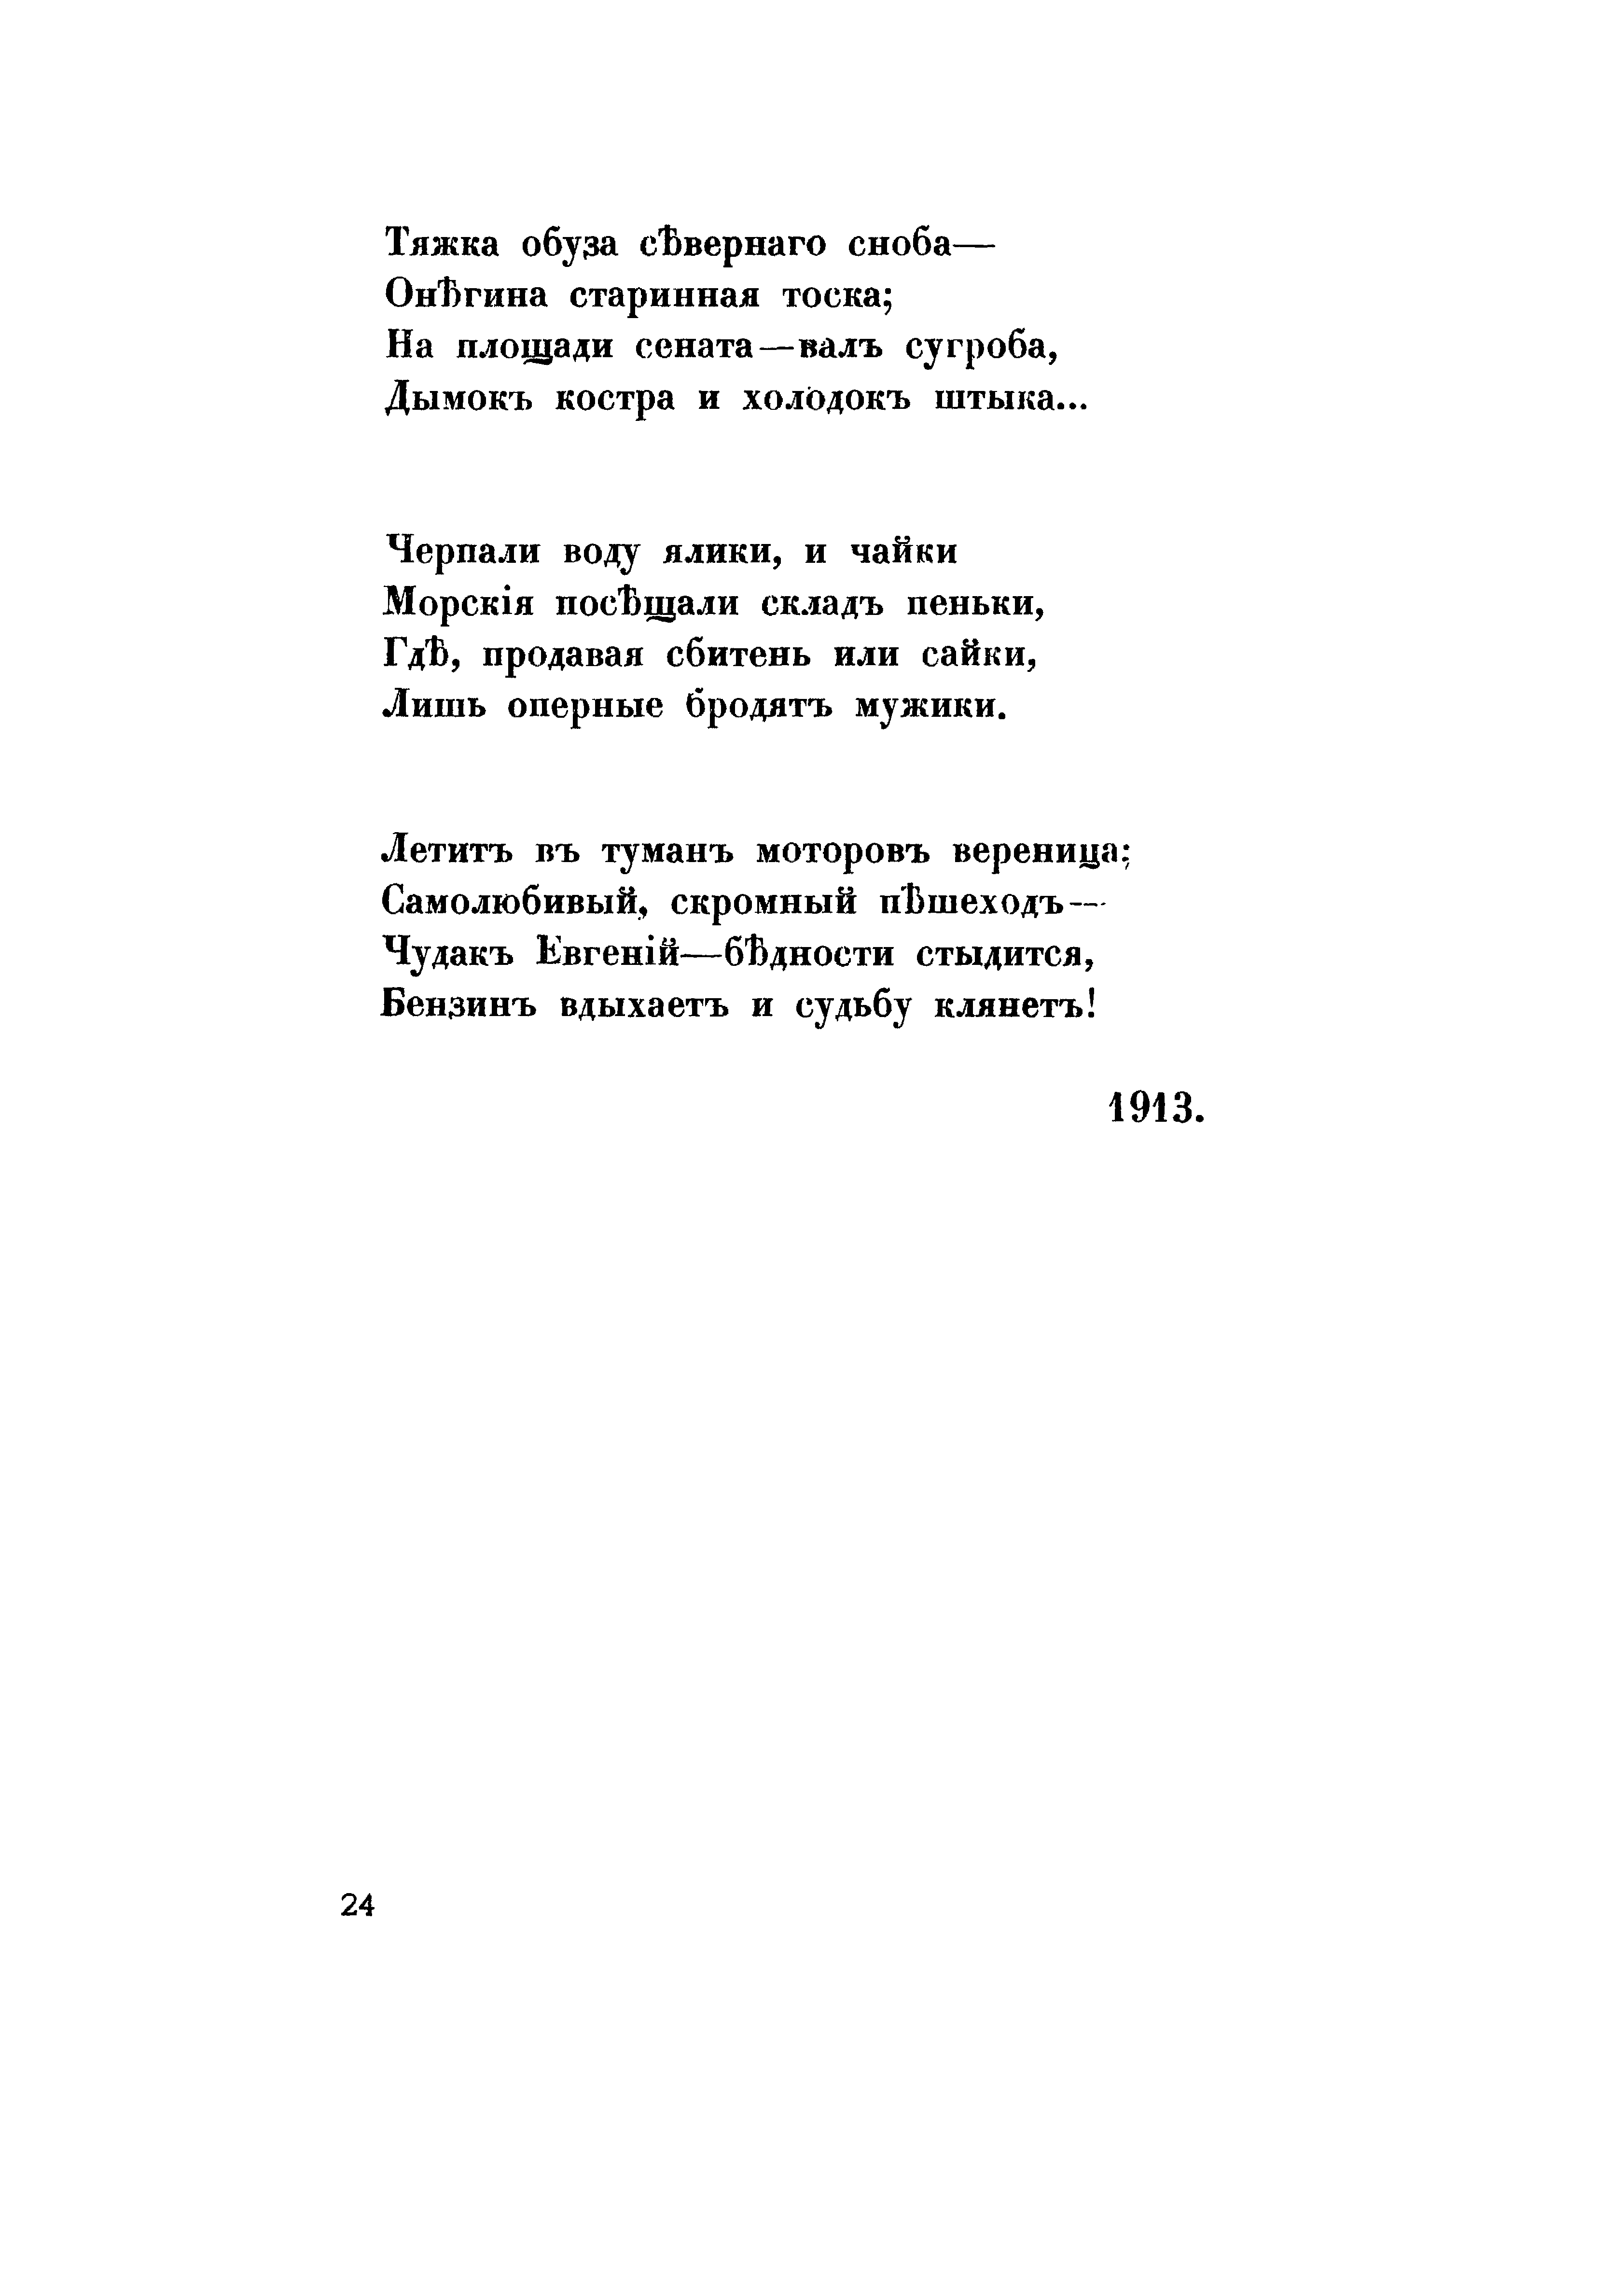 Тяжка обуза сѣвернаго сноба—
Онѣгина старинная тоска;
На площади сената—валъ сугроба,
Дымокъ костра и холодокъ штыка...
Черпали воду ялики, и чайки
Морскія посѣщали складъ пеньки,
Гдѣ, продавая сбитень или сайки,
Лишь оперные бродятъ мужики.
Летитъ въ туманъ моторовъ вереница;
Самолюбивый, скромный пѣшеходъ—
Чудакъ Евгеній—бѣдности стыдится,
Бензинъ вдыхаетъ и судьбу клянетъ!
1913.
24